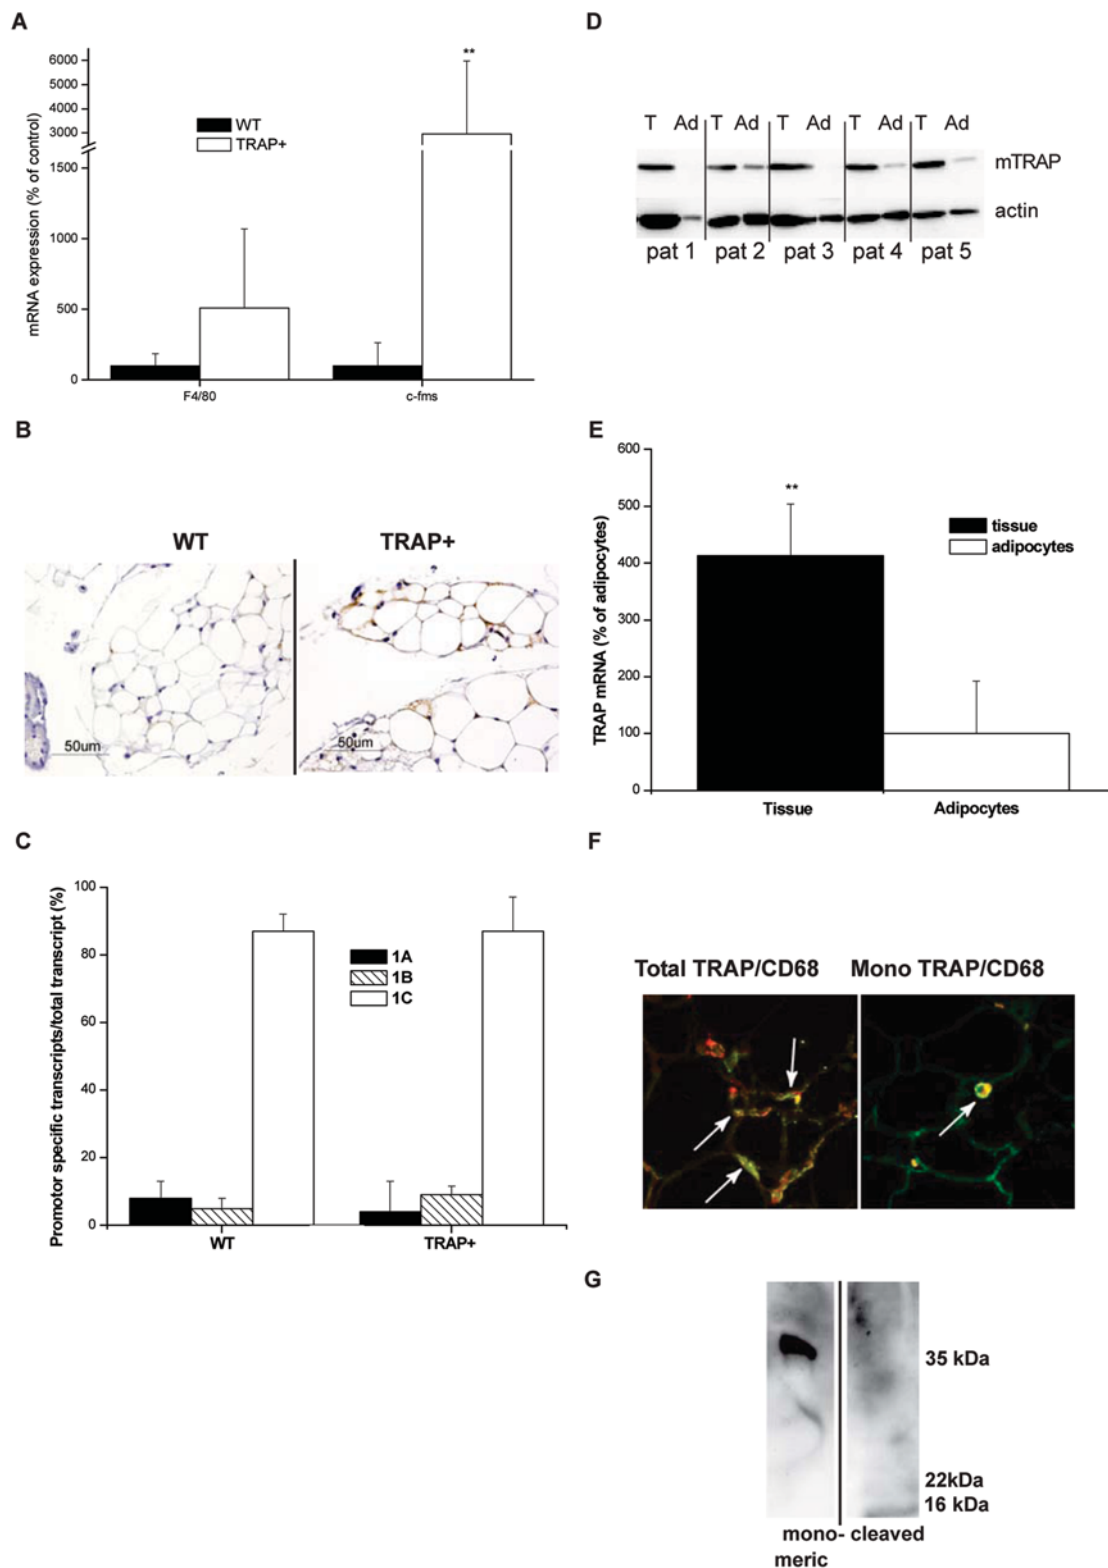 A
mRNA expression (% of control)
6000
5000
4000
3000
1500
1000
500
0
WT
TRAP+
**
F4/80
c-fms
B
WT
TRAP+
50um
50um
C
Promotor specific transcripts/total transcript (%)
100
80
60
40
20
0
1A
1B
1C
WT
TRAP+
D
T Ad T Ad T Ad T Ad T Ad
mTRAP
actin
pat 1 pat 2 pat 3 pat 4 pat 5
E
TRAP mRNA (% of adipocytes)
600
500
400
300
200
100
0
**
tissue
adipocytes
Tissue
Adipocytes
F
Total TRAP/CD68
Mono TRAP/CD68
G
35 kDa
22kDa
16 kDa
mono- cleaved
meric